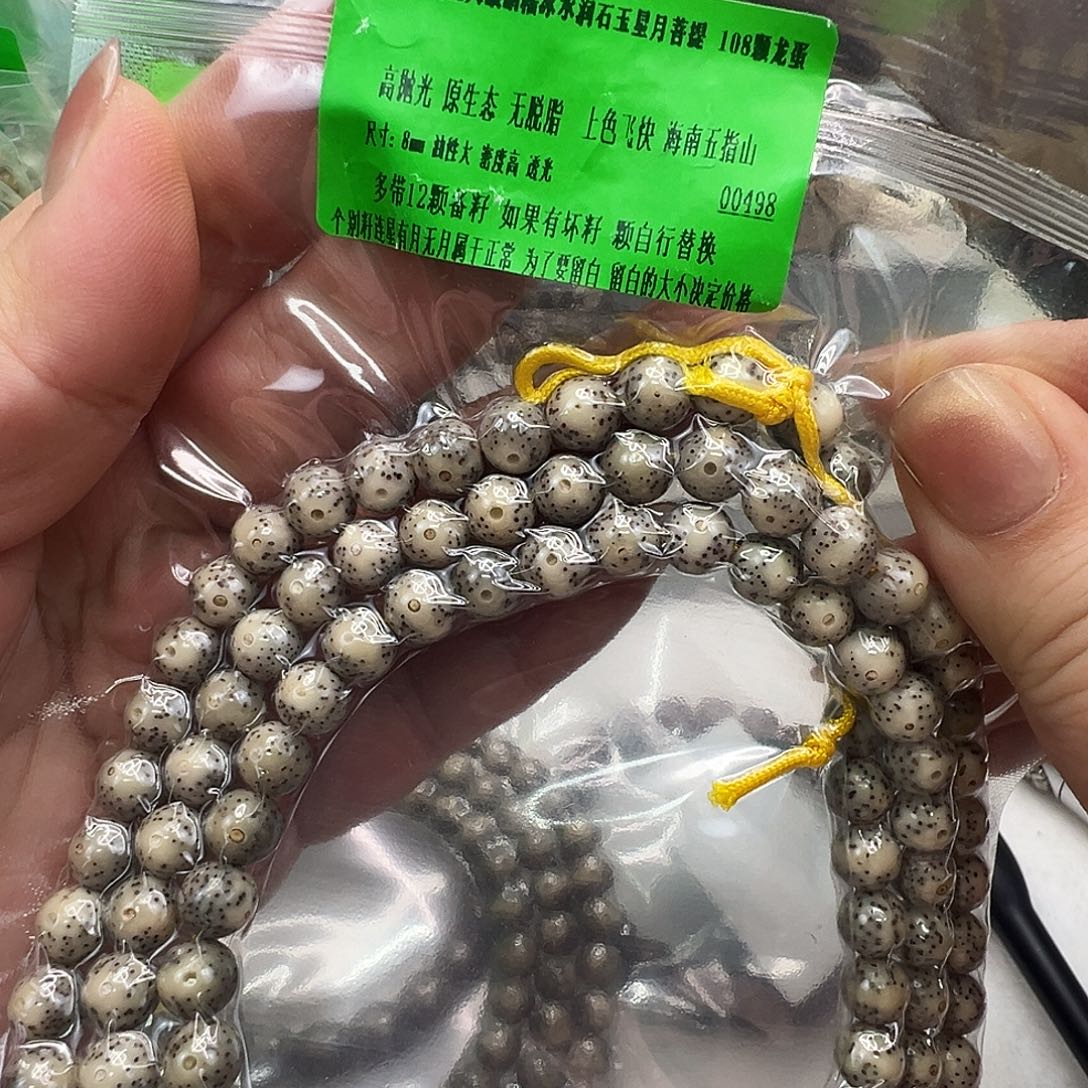 冰水润石玉星月菩提 108颗龙蛋
高抛光 原生态 无脱脂 上色飞快 海南五指山
尺寸：8mm 油性大 密度高 透光
00498
多带12颗备籽 如果有坏籽 颗自行替换
个别籽连星有月无月属于正常 为了要留白 留白的大小决定价格